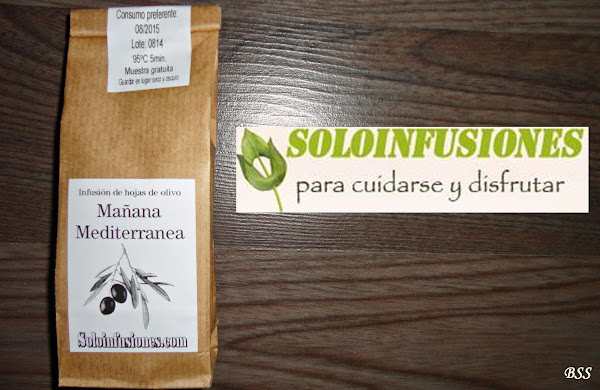 Consumo preferente:
08/2015
Lote: 0814
95ºC 5min.
Muestra gratuita
Guardar en lugar seco y oscuro
Infusión de hojas de olivo
Mañana
Mediterranea
Soloinfusiones.com
SOLOINFUSIONES
para cuidarse y disfrutar
BSS